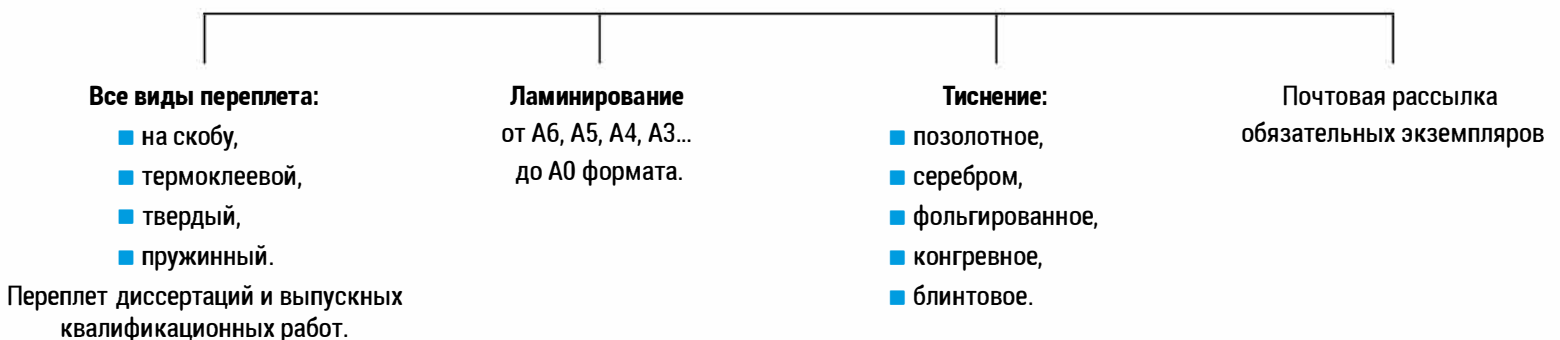 Все виды переплета:
на скобу,
термоклеевой,
твердый,
пружинный.
Переплет диссертаций и выпускных
квалификационных работ.
Ламинирование
от А6, А5, А4, А3...
до А0 формата.
Тиснение:
позолотное,
серебром,
фольгированное,
конгревное,
блинтовое.
Почтовая рассылка
обязательных экземпляров